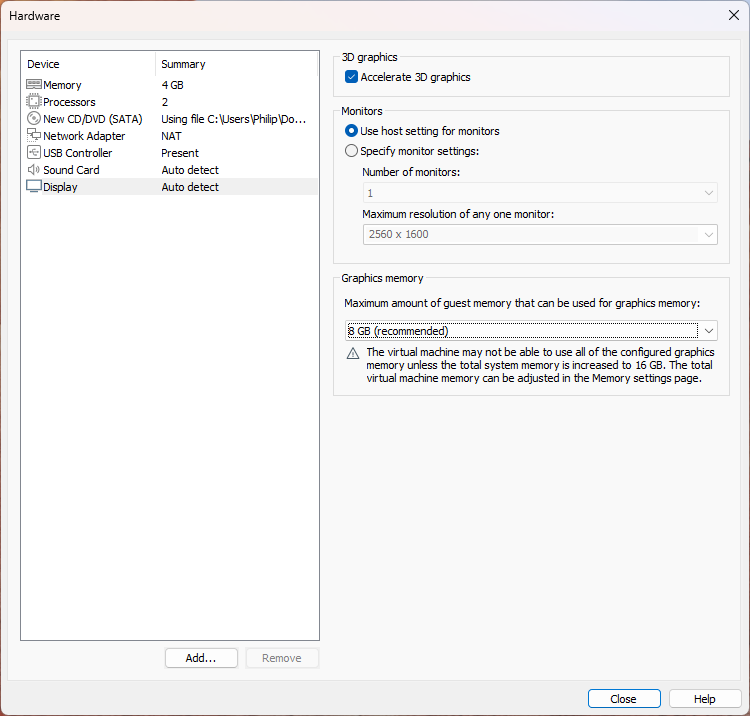 Hardware
Device Summary
Memory 4 GB
Processors 2
New CD/DVD (SATA) Using file C:\Users\Philip\Do...
Network Adapter NAT
USB Controller Present
Sound Card Auto detect
Display Auto detect
Add... Remove
3D graphics
Accelerate 3D graphics
Monitors
Use host setting for monitors
Specify monitor settings:
Number of monitors:
1
Maximum resolution of any one monitor:
2560 x 1600
Graphics memory
Maximum amount of guest memory that can be used for graphics memory:
8 GB (recommended)
The virtual machine may not be able to use all of the configured graphics
memory unless the total system memory is increased to 16 GB. The total
virtual machine memory can be adjusted in the Memory settings page.
Close Help